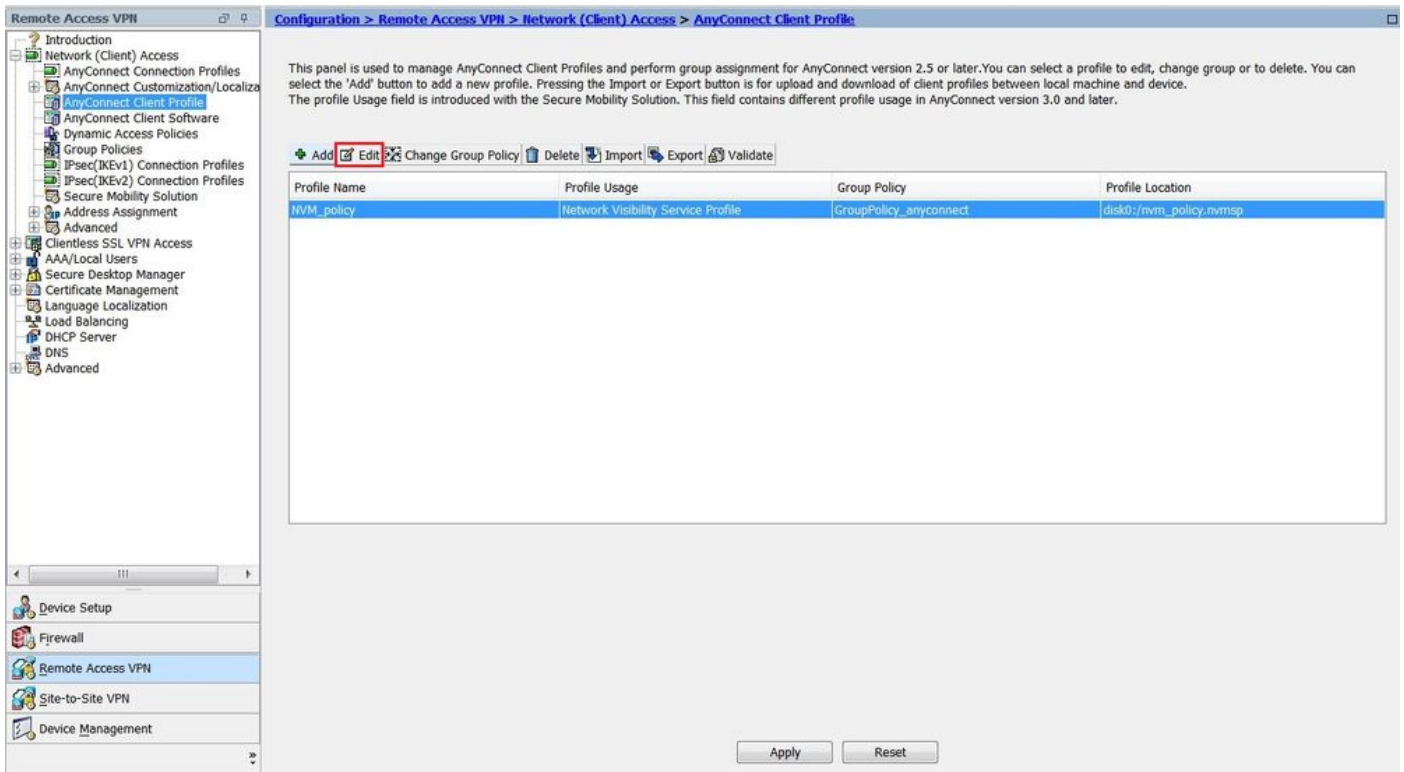 Remote Access VPN
Introduction
Network (Client) Access
AnyConnect Connection Profiles
AnyConnect Customization/Localiza
AnyConnect Client Profile
AnyConnect Client Software
Dynamic Access Policies
Group Policies
IPsec(IKEv1) Connection Profiles
IPsec(IKEv2) Connection Profiles
Secure Mobility Solution
Address Assignment
Advanced
Clientless SSL VPN Access
AAA/Local Users
Secure Desktop Manager
Certificate Management
Language Localization
Load Balancing
DHCP Server
DNS
Advanced
Device Setup
Firewall
Remote Access VPN
Site-to-Site VPN
Device Management
Configuration > Remote Access VPN > Network (Client) Access > AnyConnect Client Profile
This panel is used to manage AnyConnect Client Profiles and perform group assignment for AnyConnect version 2.5 or later.You can select a profile to edit, change group or to delete. You can
select the 'Add' button to add a new profile. Pressing the Import or Export button is for upload and download of client profiles between local machine and device.
The profile Usage field is introduced with the Secure Mobility Solution. This field contains different profile usage in AnyConnect version 3.0 and later.
Add Edit Change Group Policy Delete Import Export Validate
Profile Name Profile Usage Group Policy Profile Location
NVM_policy Network Visibility Service Profile GroupPolicy_anyconnect disk0:/nvm_policy.nvmsp
Apply Reset